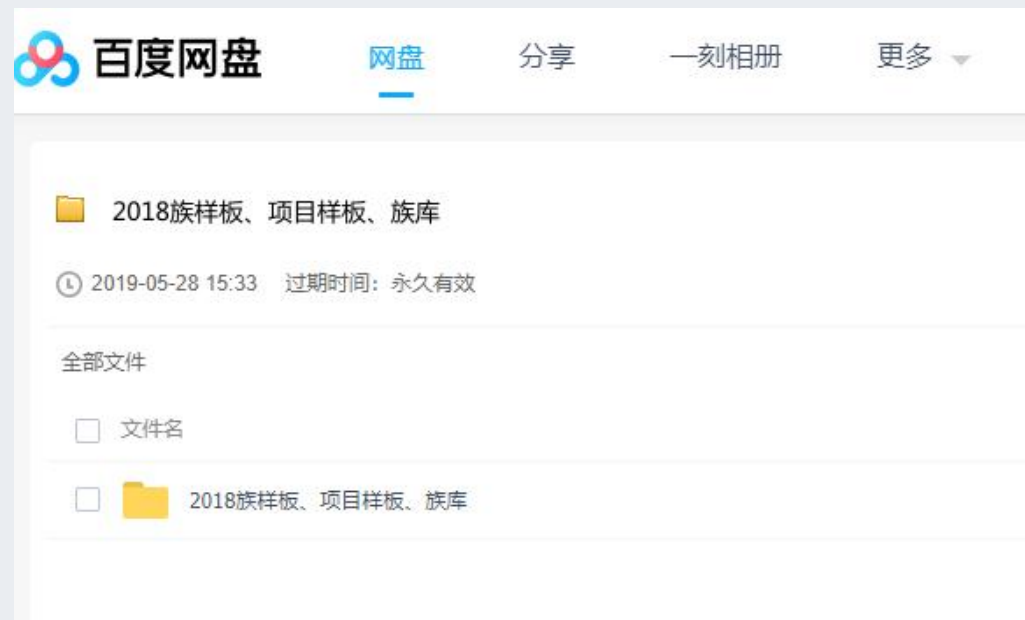 百度网盘 网盘 分享 一刻相册 更多
2018族样板、项目样板、族库
2019-05-28 15:33 过期时间：永久有效
全部文件
文件名
2018族样板、项目样板、族库